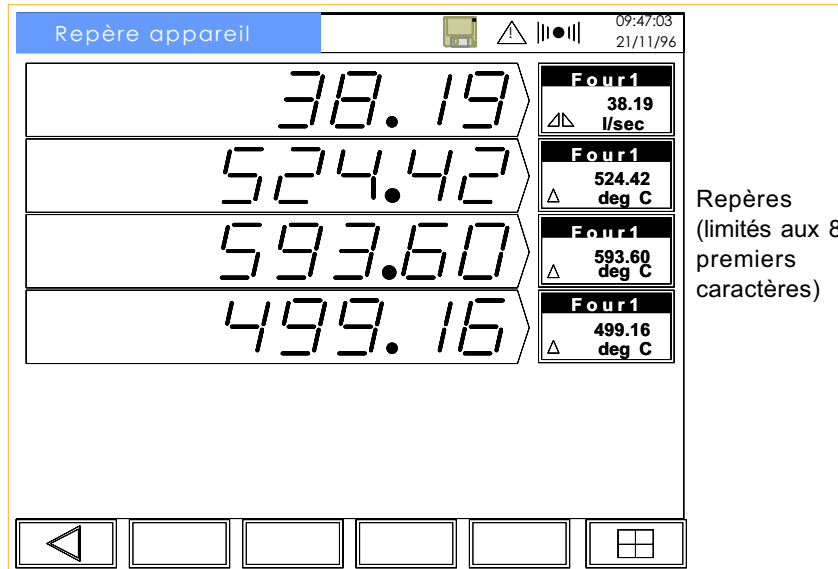 Repère appareil
09:47:03
21/11/96
38.19
Four1
38.19
l/sec
524.42
Four1
524.42
deg C
593.60
Four1
593.60
deg C
499.16
Four1
499.16
deg C
Repères
(limités aux 8
premiers
caractères)